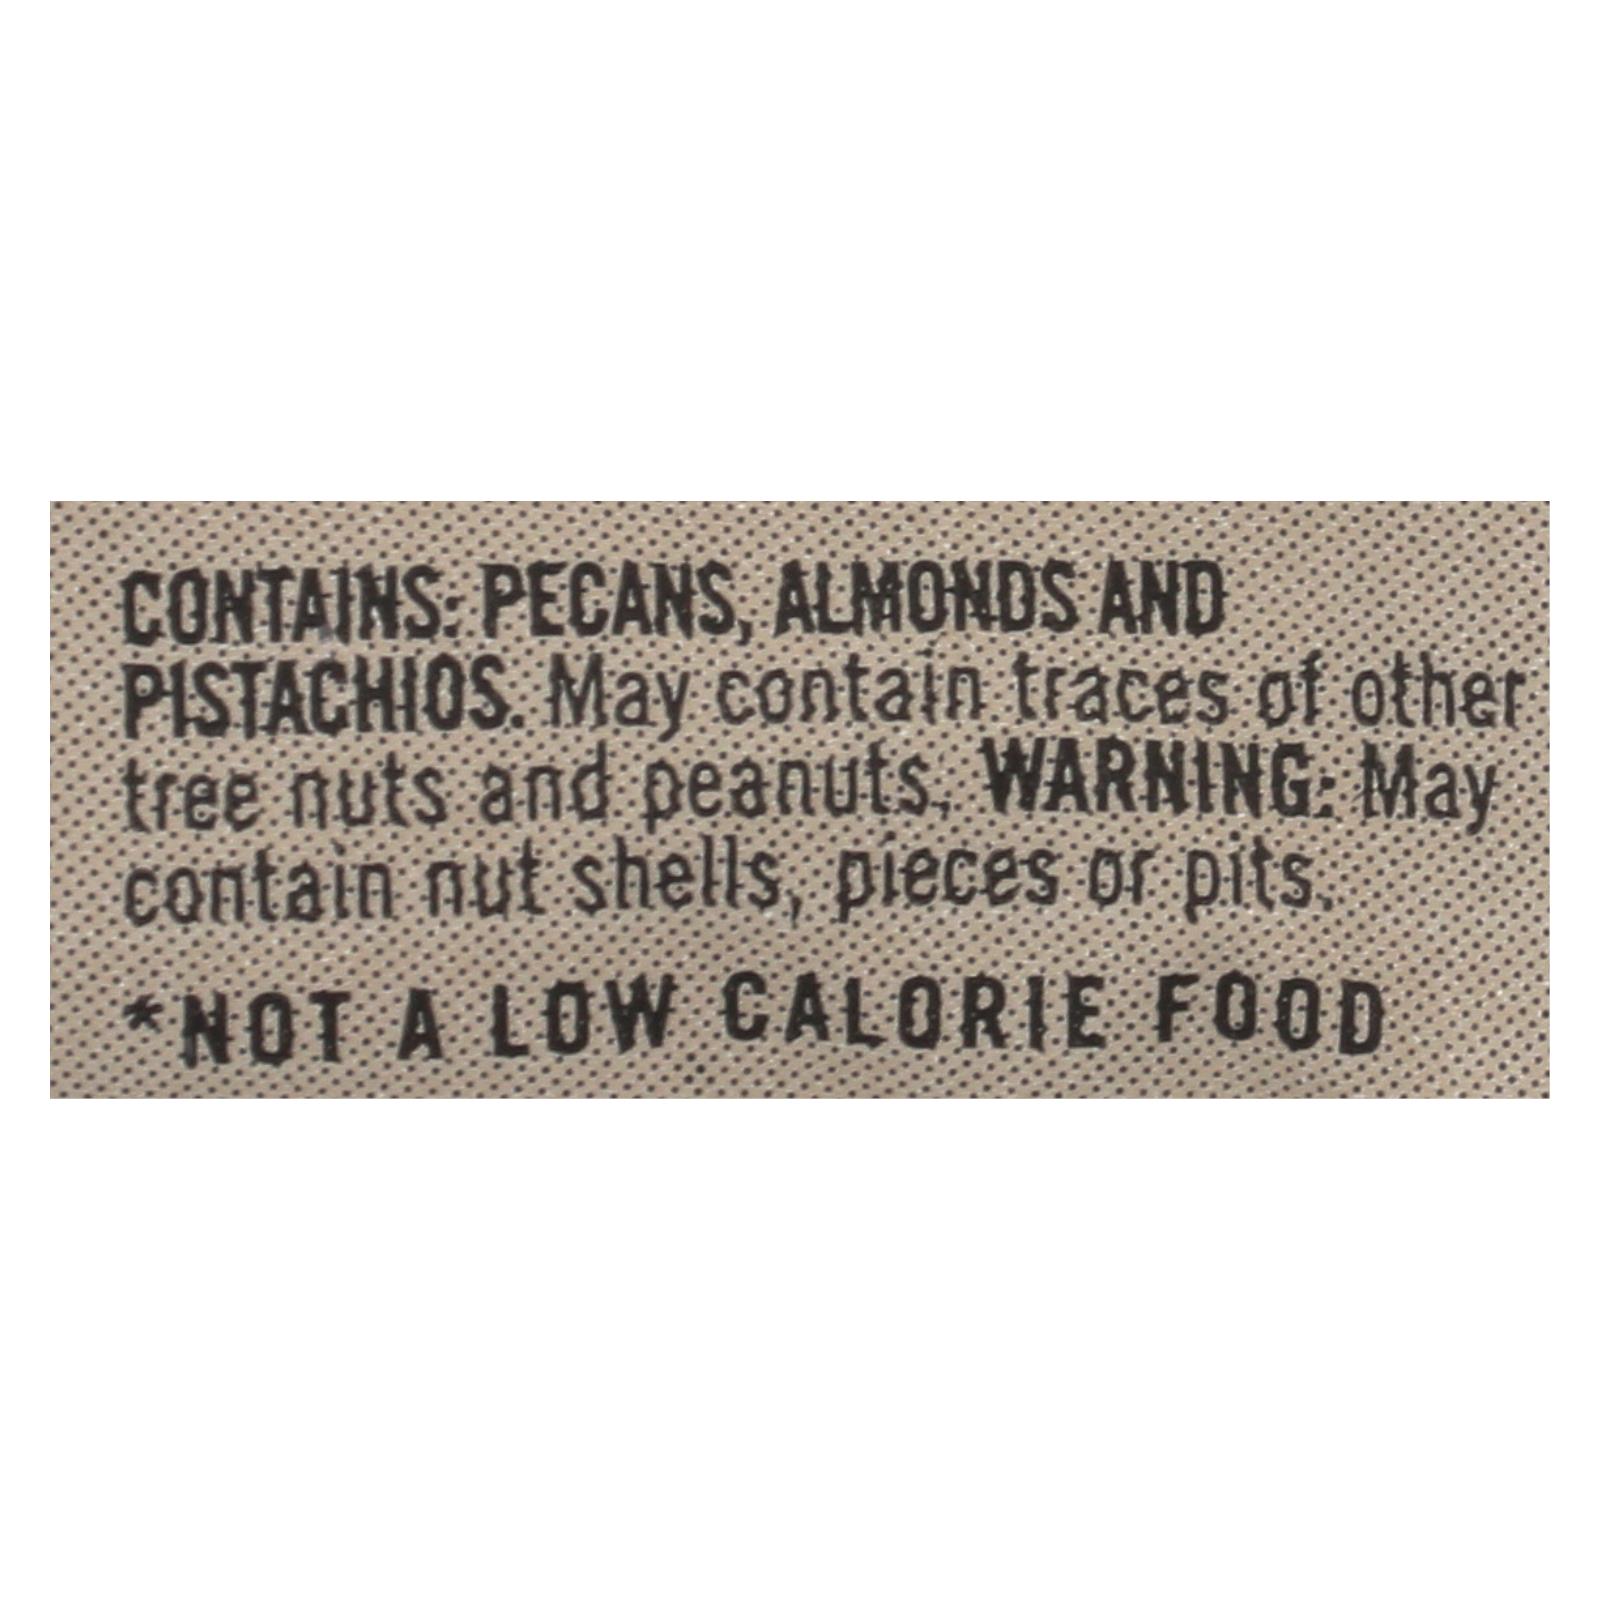 CONTAINS: PECANS, ALMONDS AND
PISTACHIOS. May contain traces of other
tree nuts and peanuts. WARNING: May
contain nut shells, pieces or pits.
*NOT A LOW CALORIE FOOD